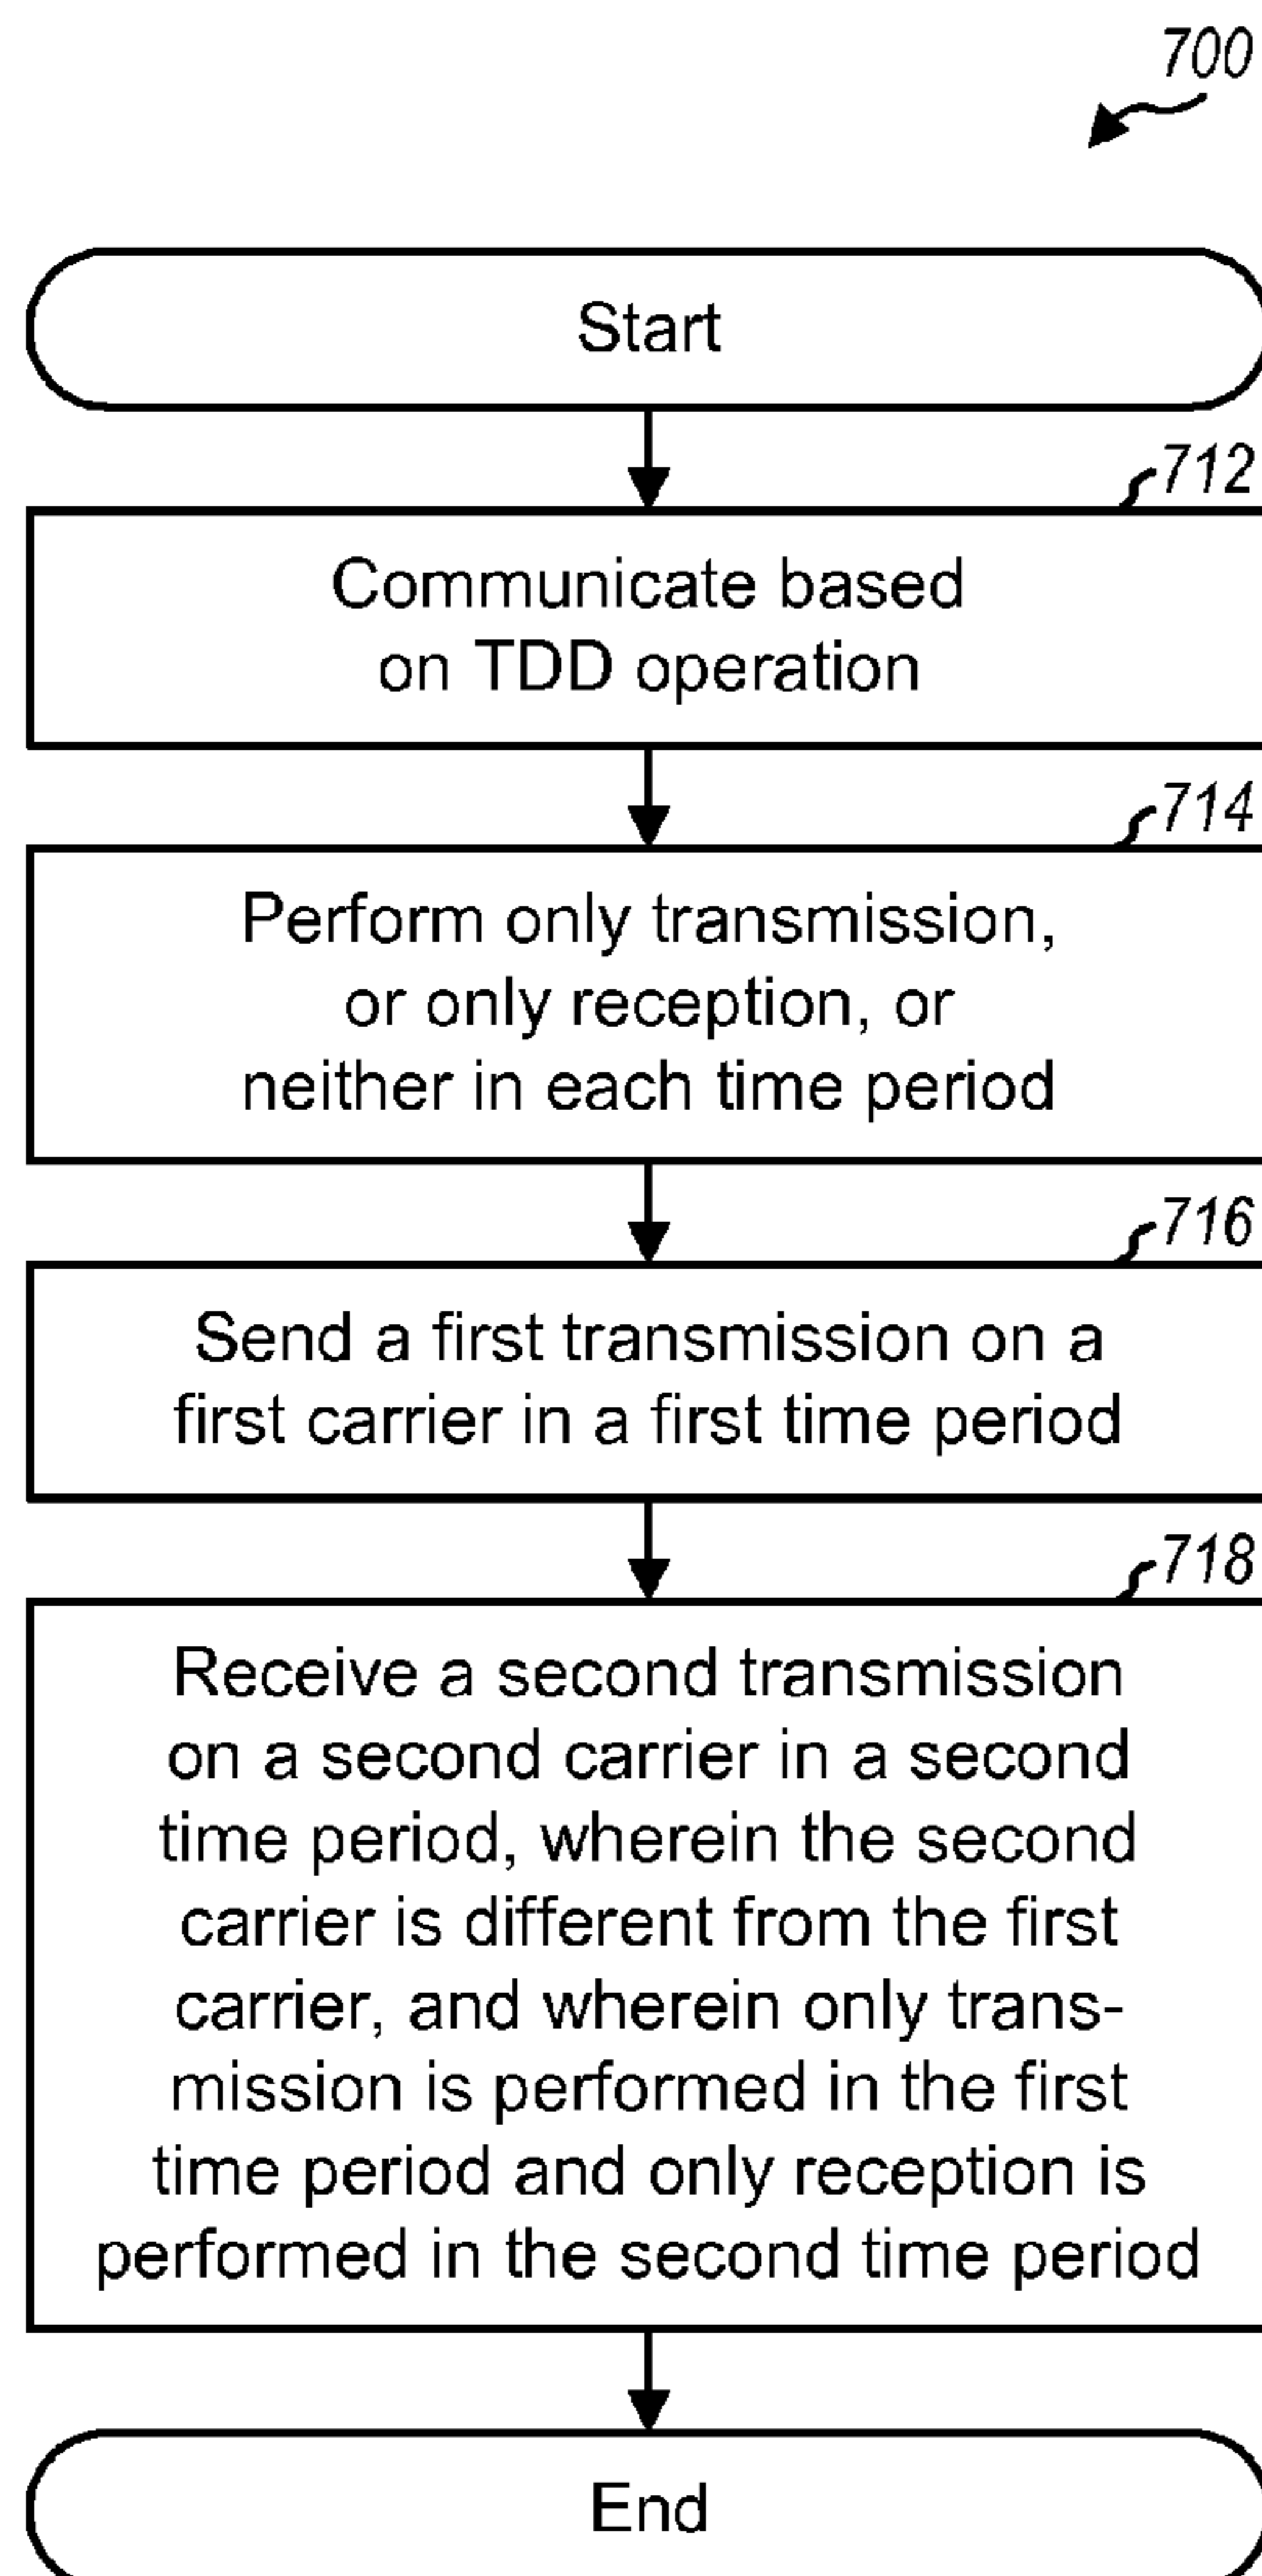 700
Start
712
Communicate based
on TDD operation
714
Perform only transmission,
or only reception, or
neither in each time period
716
Send a first transmission on a
first carrier in a first time period
718
Receive a second transmission
on a second carrier in a second
time period, wherein the second
carrier is different from the first
carrier, and wherein only trans-
mission is performed in the first
time period and only reception is
performed in the second time period
End